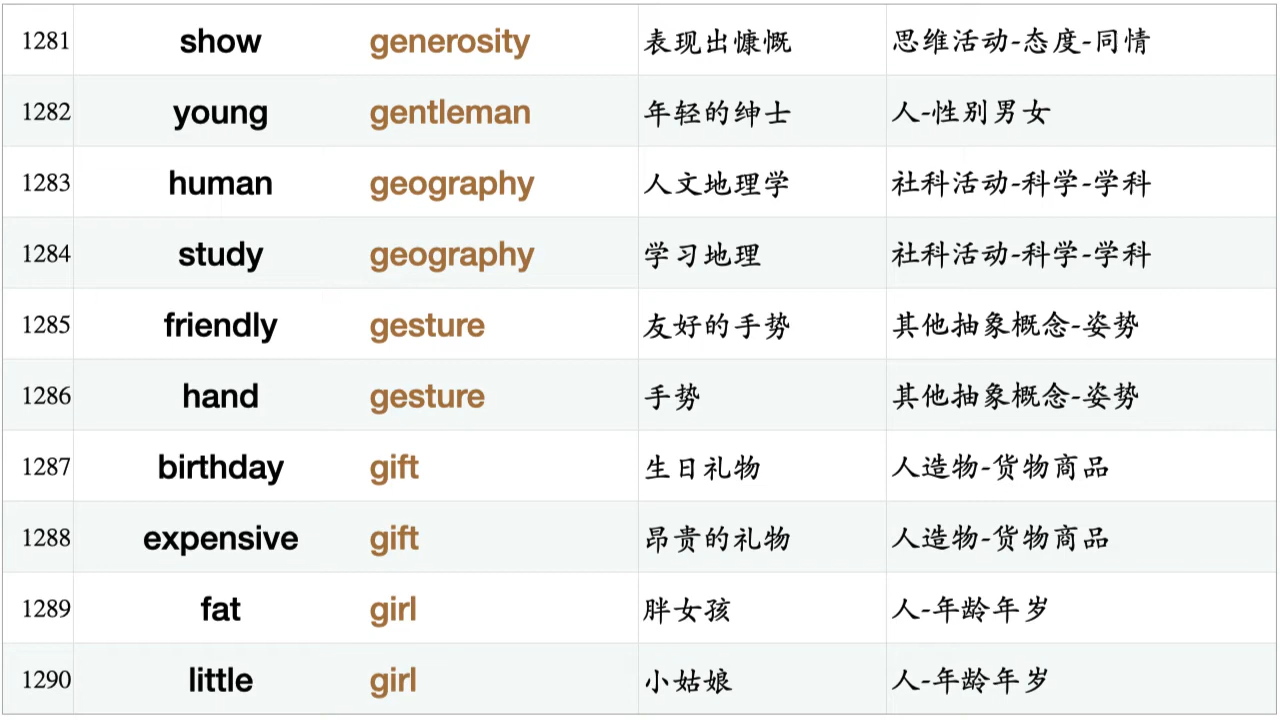 1281 show generosity 表现出慷慨 思维活动-态度-同情
1282 young gentleman 年轻的绅士 人-性别男女
1283 human geography 人文地理学 社科活动-科学-学科
1284 study geography 学习地理 社科活动-科学-学科
1285 friendly gesture 友好的手势 其他抽象概念-姿势
1286 hand gesture 手势 其他抽象概念-姿势
1287 birthday gift 生日礼物 人造物-货物商品
1288 expensive gift 昂贵的礼物 人造物-货物商品
1289 fat girl 胖女孩 人-年龄年岁
1290 little girl 小姑娘 人-年龄年岁